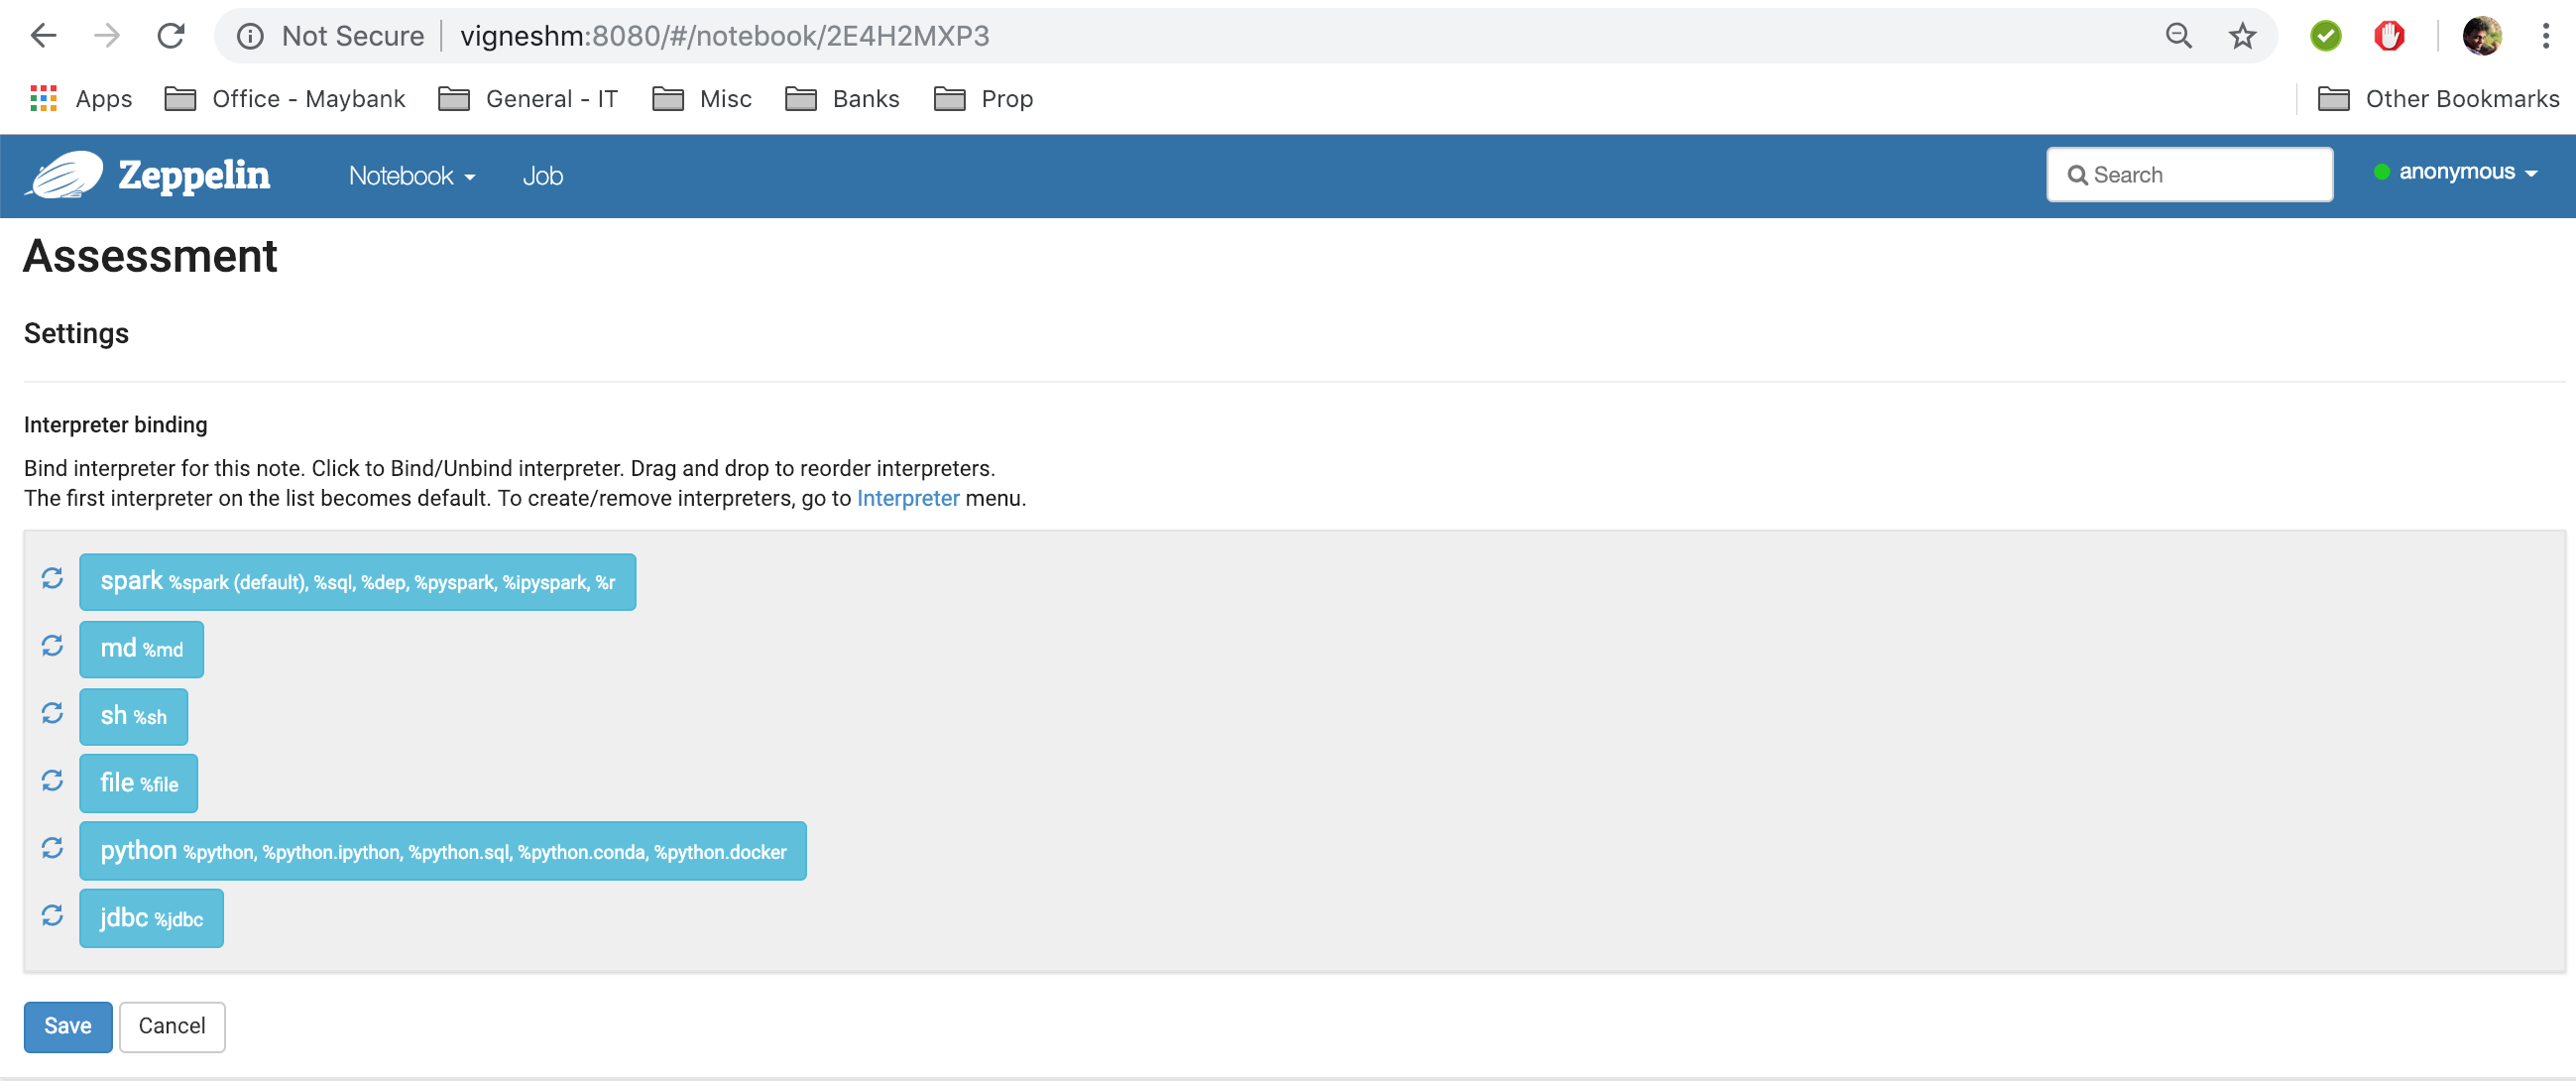 Not Secure vigneshm:8080/#/notebook/2E4H2MXP3
Apps Office - Maybank General - IT Misc Banks Prop Other Bookmarks
Zeppelin Notebook Job Search anonymous
Assessment
Settings
Interpreter binding
Bind interpreter for this note. Click to Bind/Unbind interpreter. Drag and drop to reorder interpreters.
The first interpreter on the list becomes default. To create/remove interpreters, go to Interpreter menu.
spark %spark (default), %sql, %dep, %pyspark, %ipyspark, %r
md %md
sh %sh
file %file
python %python, %python.ipython, %python.sql, %python.conda, %python.docker
jdbc %jdbc
Save Cancel